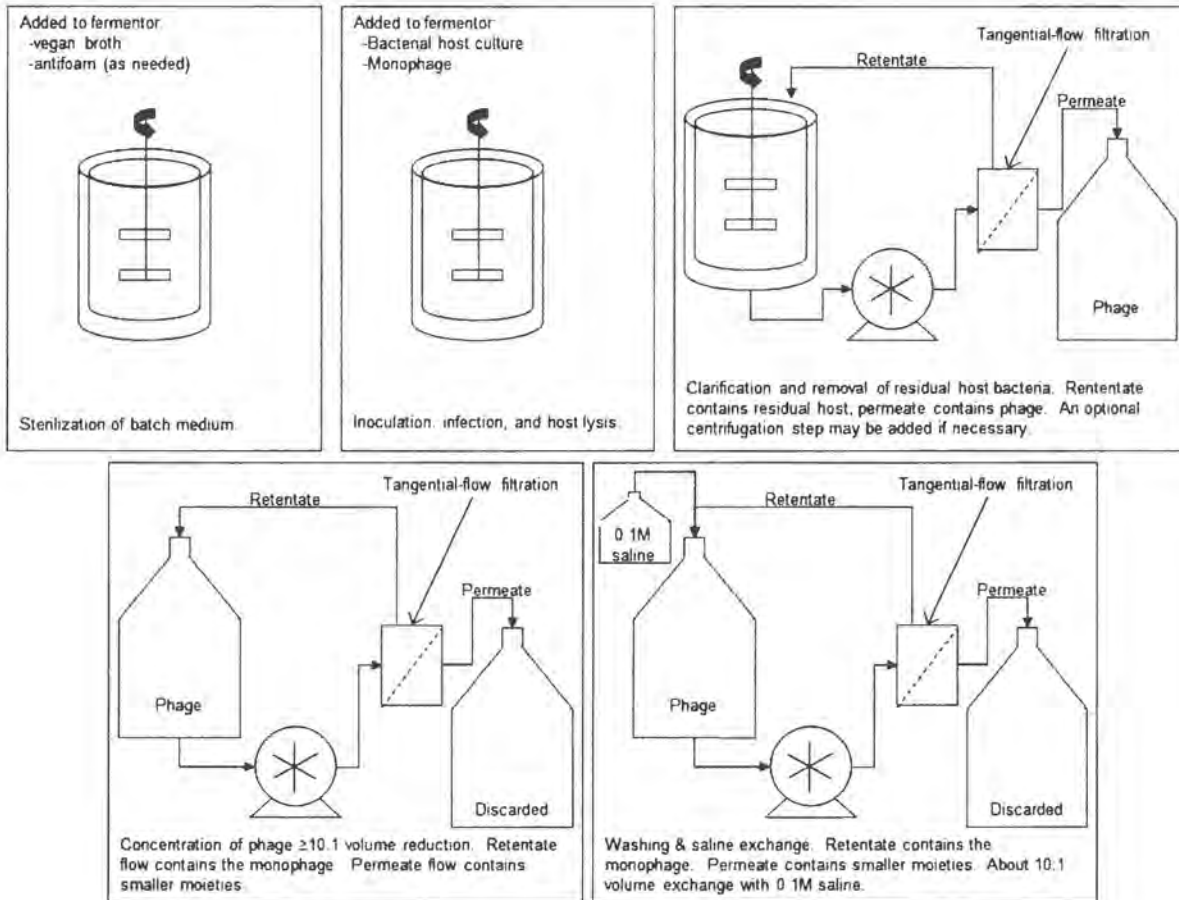 Added to fermentor
-vegan broth
-antifoam (as needed)
Sterilization of batch medium.
Added to fermentor
-Bacterial host culture
-Monophage
Inoculation. infection, and host lysis.
Tangential-flow filtration
Retentate
Permeate
Phage
Clarification and removal of residual host bacteria. Rententate
contains residual host, permeate contains phage. An optional
centrifugation step may be added if necessary.
Tangential-flow filtration
Retentate
Permeate
Phage
Discarded
Concentration of phage ≥10.1 volume reduction. Retentate
flow contains the monophage Permeate flow contains
smaller moieties.
Tangential-flow filtration
Retentate
0 1M
saline
Permeate
Phage
Discarded
Washing & saline exchange. Retentate contains the
monophage. Permeate contains smaller moieties. About 10:1
volume exchange with 0 1M saline.